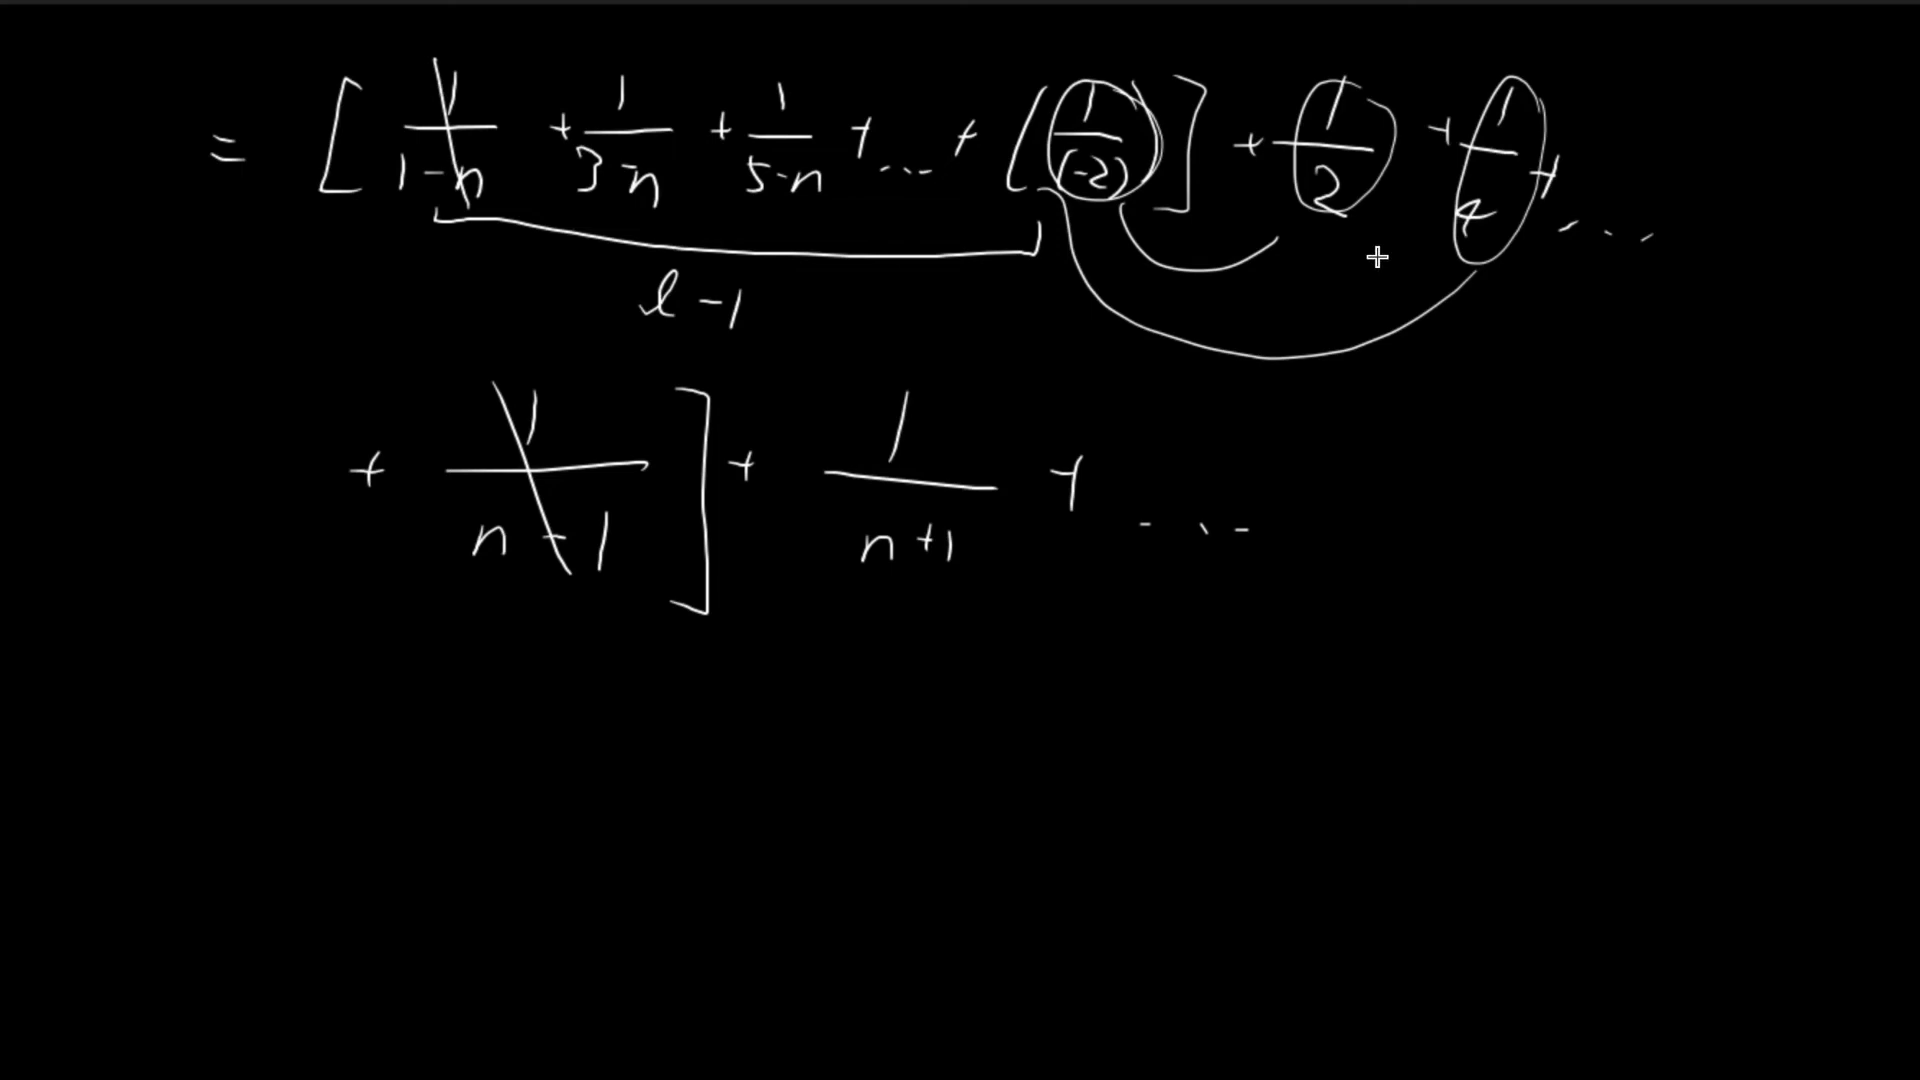 = [ 1/(1-n) + 1/(3-n) + 1/(5-n) + ... + [ (1/(-2)) ] + 1/2 + 1/4 + ...
l-1
+ 1/(n-1) ] + 1/(n+1) + ...